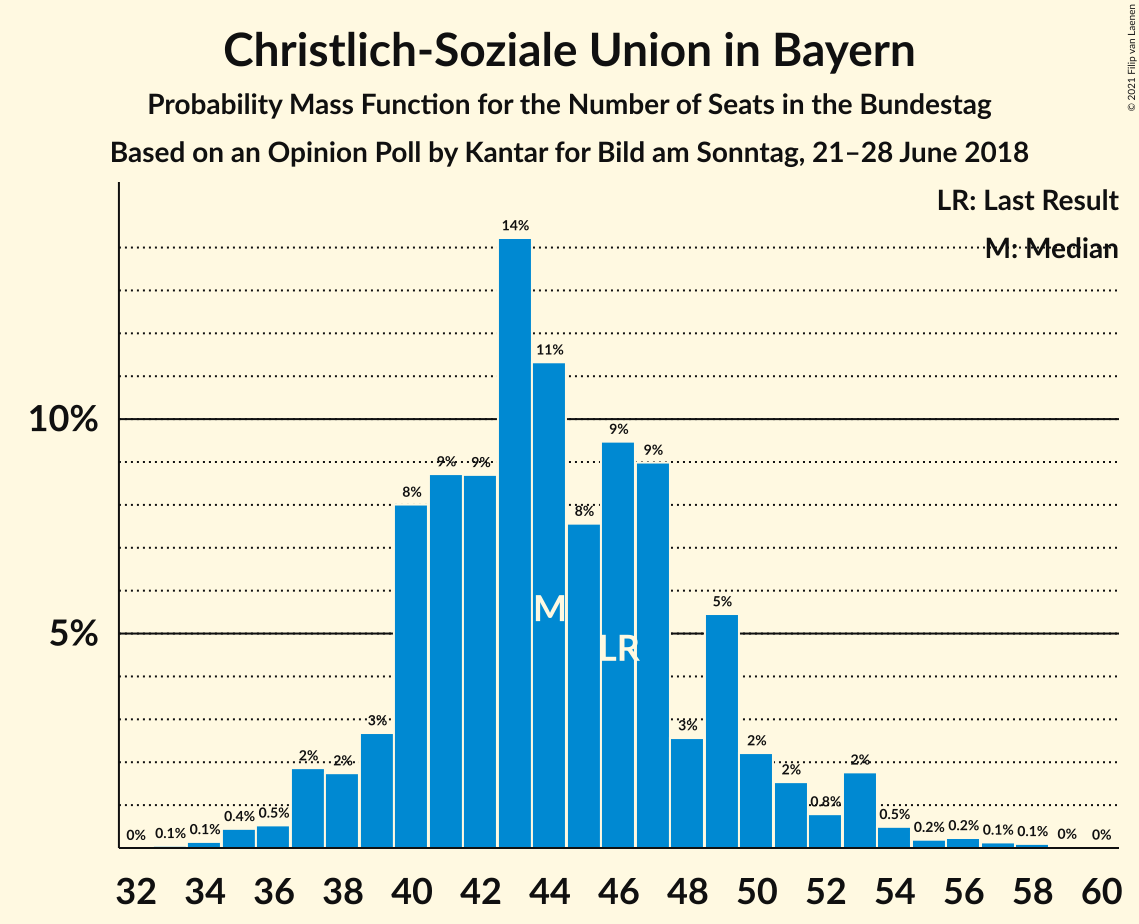 Christlich-Soziale Union in Bayern
Probability Mass Function for the Number of Seats in the Bundestag
Based on an Opinion Poll by Kantar for Bild am Sonntag, 21–28 June 2018
© 2021 Filip van Laenen
LR: Last Result
M: Median
10%
5%
0% 0.1% 0.1% 0.4% 0.5% 2% 2% 3% 8% 9% 9% 14% 11% 8% 9% 9% 3% 5% 2% 2% 0.8% 2% 0.5% 0.2% 0.2% 0.1% 0.1% 0% 0%
M
LR
32 34 36 38 40 42 44 46 48 50 52 54 56 58 60